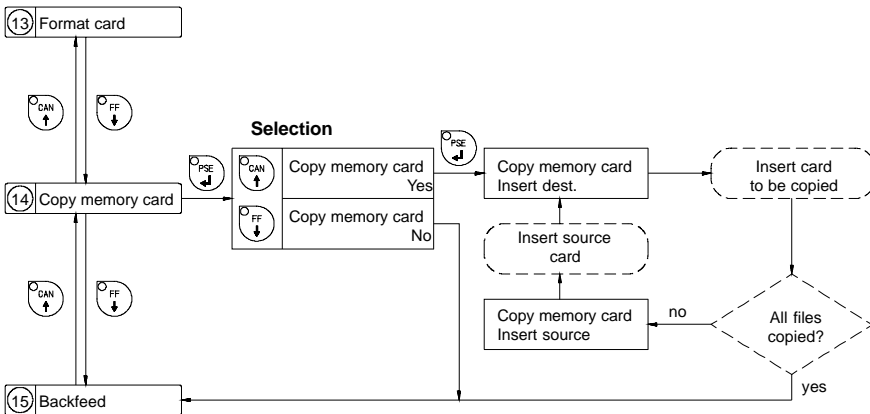 13 Format card
CAN
FF
Selection
PSE
PSE
14 Copy memory card
CAN
Copy memory card
Yes
FF
Copy memory card
No
Copy memory card
Insert dest.
Insert card
to be copied
Insert source
card
CAN
FF
Copy memory card
Insert source
no
All files
copied?
yes
15 Backfeed